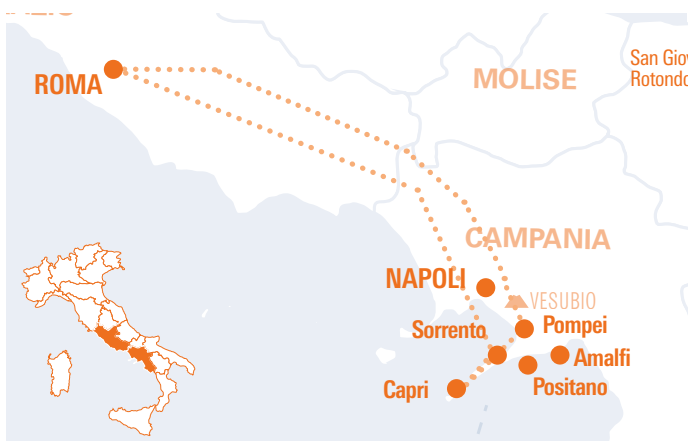 ROMA
MOLISE
San Giov
Rotondo
CAMPANIA
NAPOLI
VESUBIO
Sorrento
Pompei
Amalfi
Capri
Positano